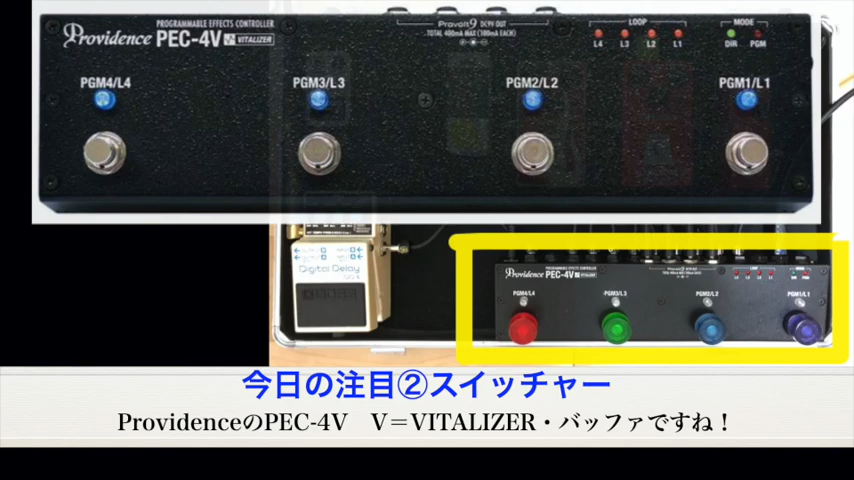 Providence PROGRAMMABLE EFFECTS CONTROLLER
PEC-4V VITALIZER
Provolt9 DC9V OUT
TOTAL 400mA MAX (100mA EACH)
LOOP
L4 L3 L2 L1
MODE
DIR PGM
PGM4/L4 PGM3/L3 PGM2/L2 PGM1/L1
Digital Delay
Providence PEC-4V VITALIZER
PGM4/L4 PGM3/L3 PGM2/L2 PGM1/L1
今日の注目②スイッチャー
ProvidenceのPEC-4V　V＝VITALIZER・バッファですね！